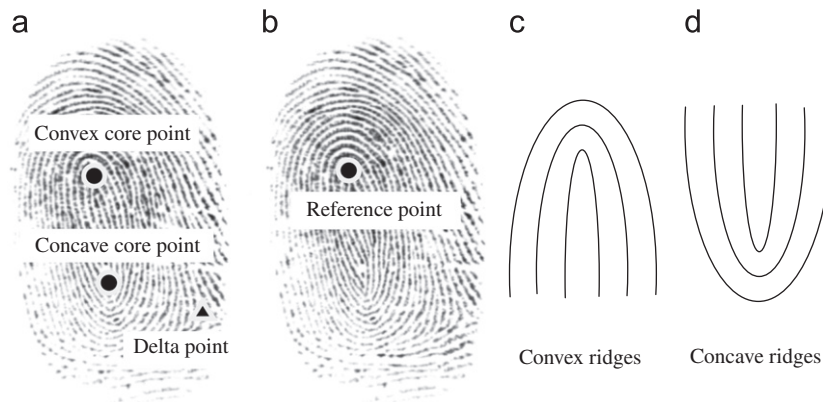 a
b
c
d
Convex core point
Concave core point
Delta point
Reference point
Convex ridges
Concave ridges